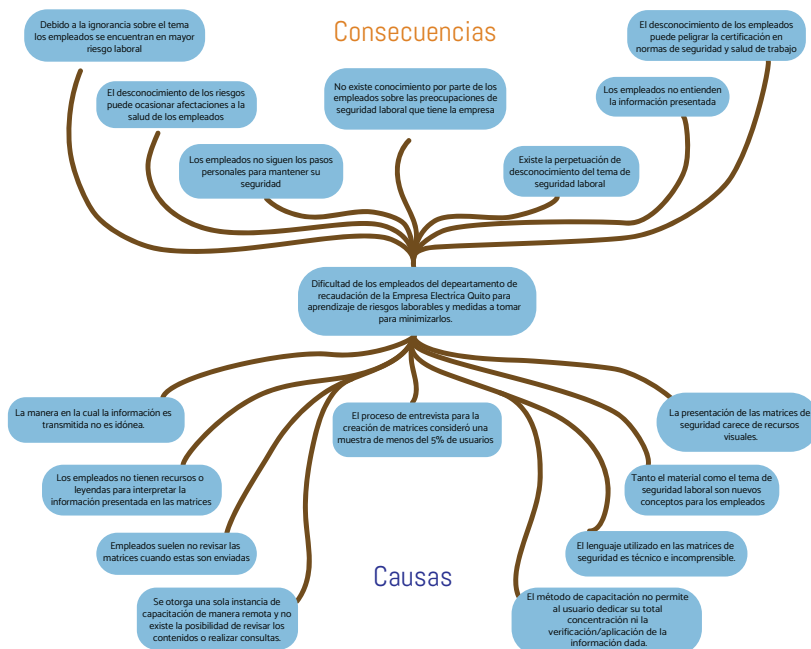 Consecuencias
Debido a la ignorancia sobre el tema
los empleados se encuentran en mayor
riesgo laboral
El desconocimiento de los empleados
puede peligrar la certificación en
normas de seguridad y salud de trabajo
El desconocimiento de los riesgos
puede ocasionar afectaciones a la
salud de los empleados
No existe conocimiento por parte de los
empleados sobre las preocupaciones de
seguridad laboral que tiene la empresa
Los empleados no entienden
la información presentada
Los empleados no siguen los pasos
personales para mantener su
seguridad
Existe la perpetuación de
desconocimiento del tema de
seguridad laboral
Dificultad de los empleados del depeartamento de
recaudación de la Empresa Electrica Quito para
aprendizaje de riesgos laborables y medidas a tomar
para minimizarlos.
La manera en la cual la información es
transmitida no es idónea.
El proceso de entrevista para la
creación de matrices consideró una
muestra de menos del 5% de usuarios
La presentación de las matrices de
seguridad carece de recursos
visuales.
Los empleados no tienen recursos o
leyendas para interpretar la
información presentada en las matrices
Tanto el material como el tema de
seguridad laboral son nuevos
conceptos para los empleados
Empleados suelen no revisar las
matrices cuando estas son enviadas
El lenguaje utilizado en las matrices de
seguridad es técnico e incomprensible.
Causas
Se otorga una sola instancia de
capacitación de manera remota y no
existe la posibilidad de revisar los
contenidos o realizar consultas.
El método de capacitación no permite
al usuario dedicar su total
concentración ni la
verificación/aplicación de la
información dada.